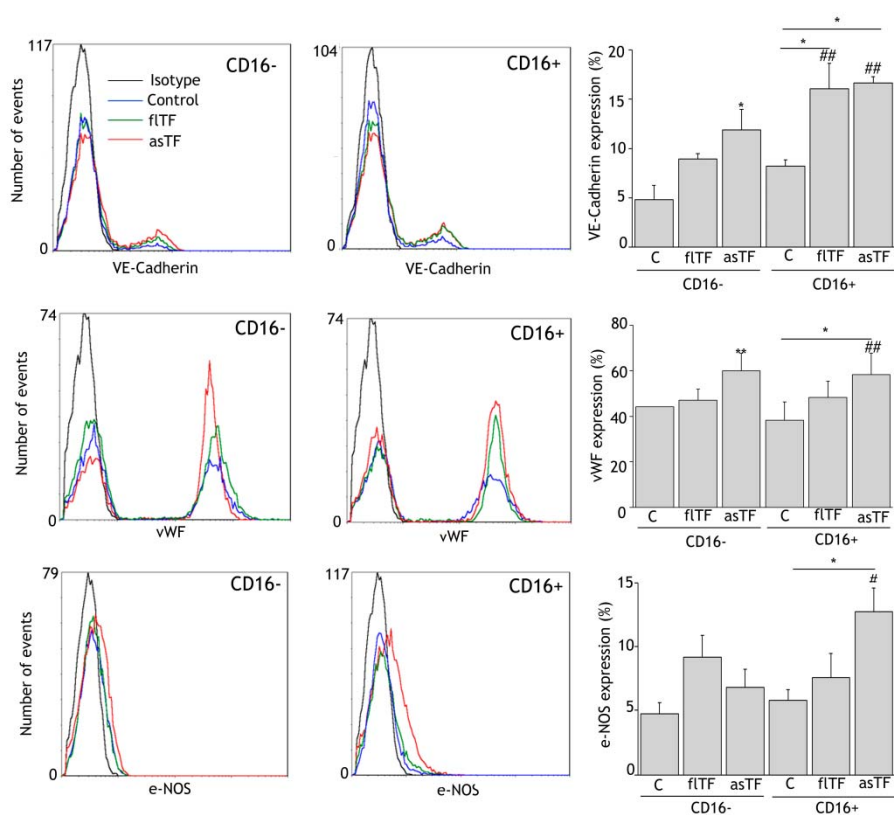 117
CD16-
Isotype
Control
flTF
asTF
Number of events
0
VE-Cadherin
104
CD16+
0
VE-Cadherin
*
*
##
##
*
20
15
10
5
0
VE-Cadherin expression (%)
C flTF asTF C flTF asTF
CD16- CD16+
74
CD16-
Number of events
0
vWF
74
CD16+
0
vWF
*
**
##
80
60
40
20
0
vWF expression (%)
C flTF asTF C flTF asTF
CD16- CD16+
79
CD16-
Number of events
0
e-NOS
117
CD16+
0
e-NOS
*
#
15
10
5
0
e-NOS expression (%)
C flTF asTF C flTF asTF
CD16- CD16+